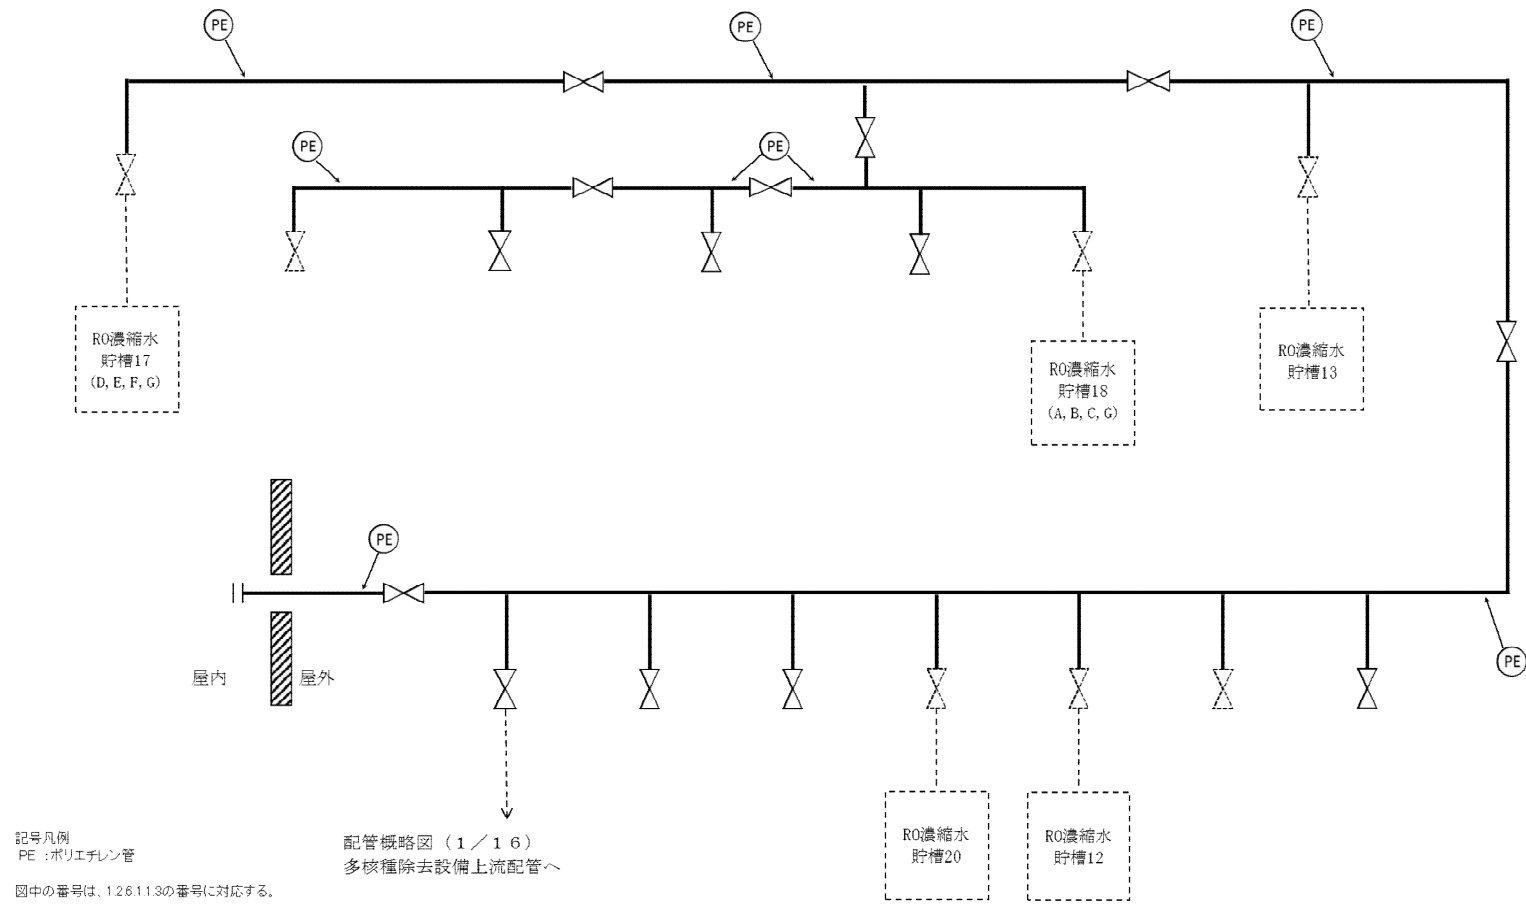 PE
PE
PE
PE
PE
RO濃縮水
貯槽17
(D, E, F, G)
RO濃縮水
貯槽18
(A, B, C, G)
RO濃縮水
貯槽13
PE
屋内
屋外
PE
RO濃縮水
貯槽20
RO濃縮水
貯槽12
配管概略図（１／１６）
多核種除去設備上流配管へ
記号凡例
PE ：ポリエチレン管
図中の番号は、1.2.6.1.1.3の番号に対応する。